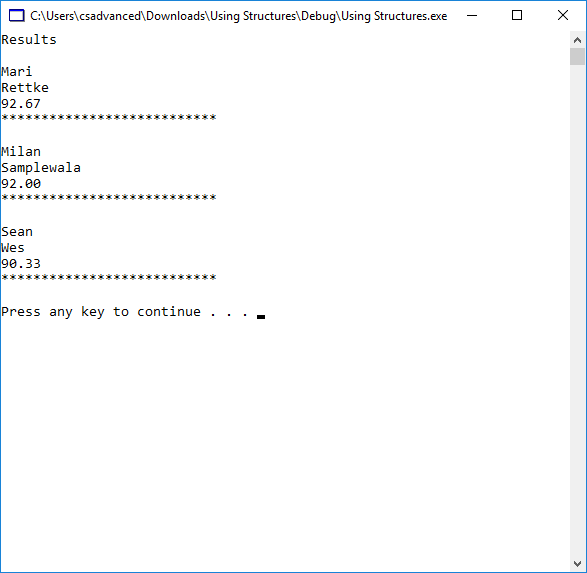 C:\Users\csadvanced\Downloads\Using Structures\Debug\Using Structures.exe
Results
Mari
Rettke
92.67
***************************
Milan
Samplewala
92.00
***************************
Sean
Wes
90.33
***************************
Press any key to continue . . .